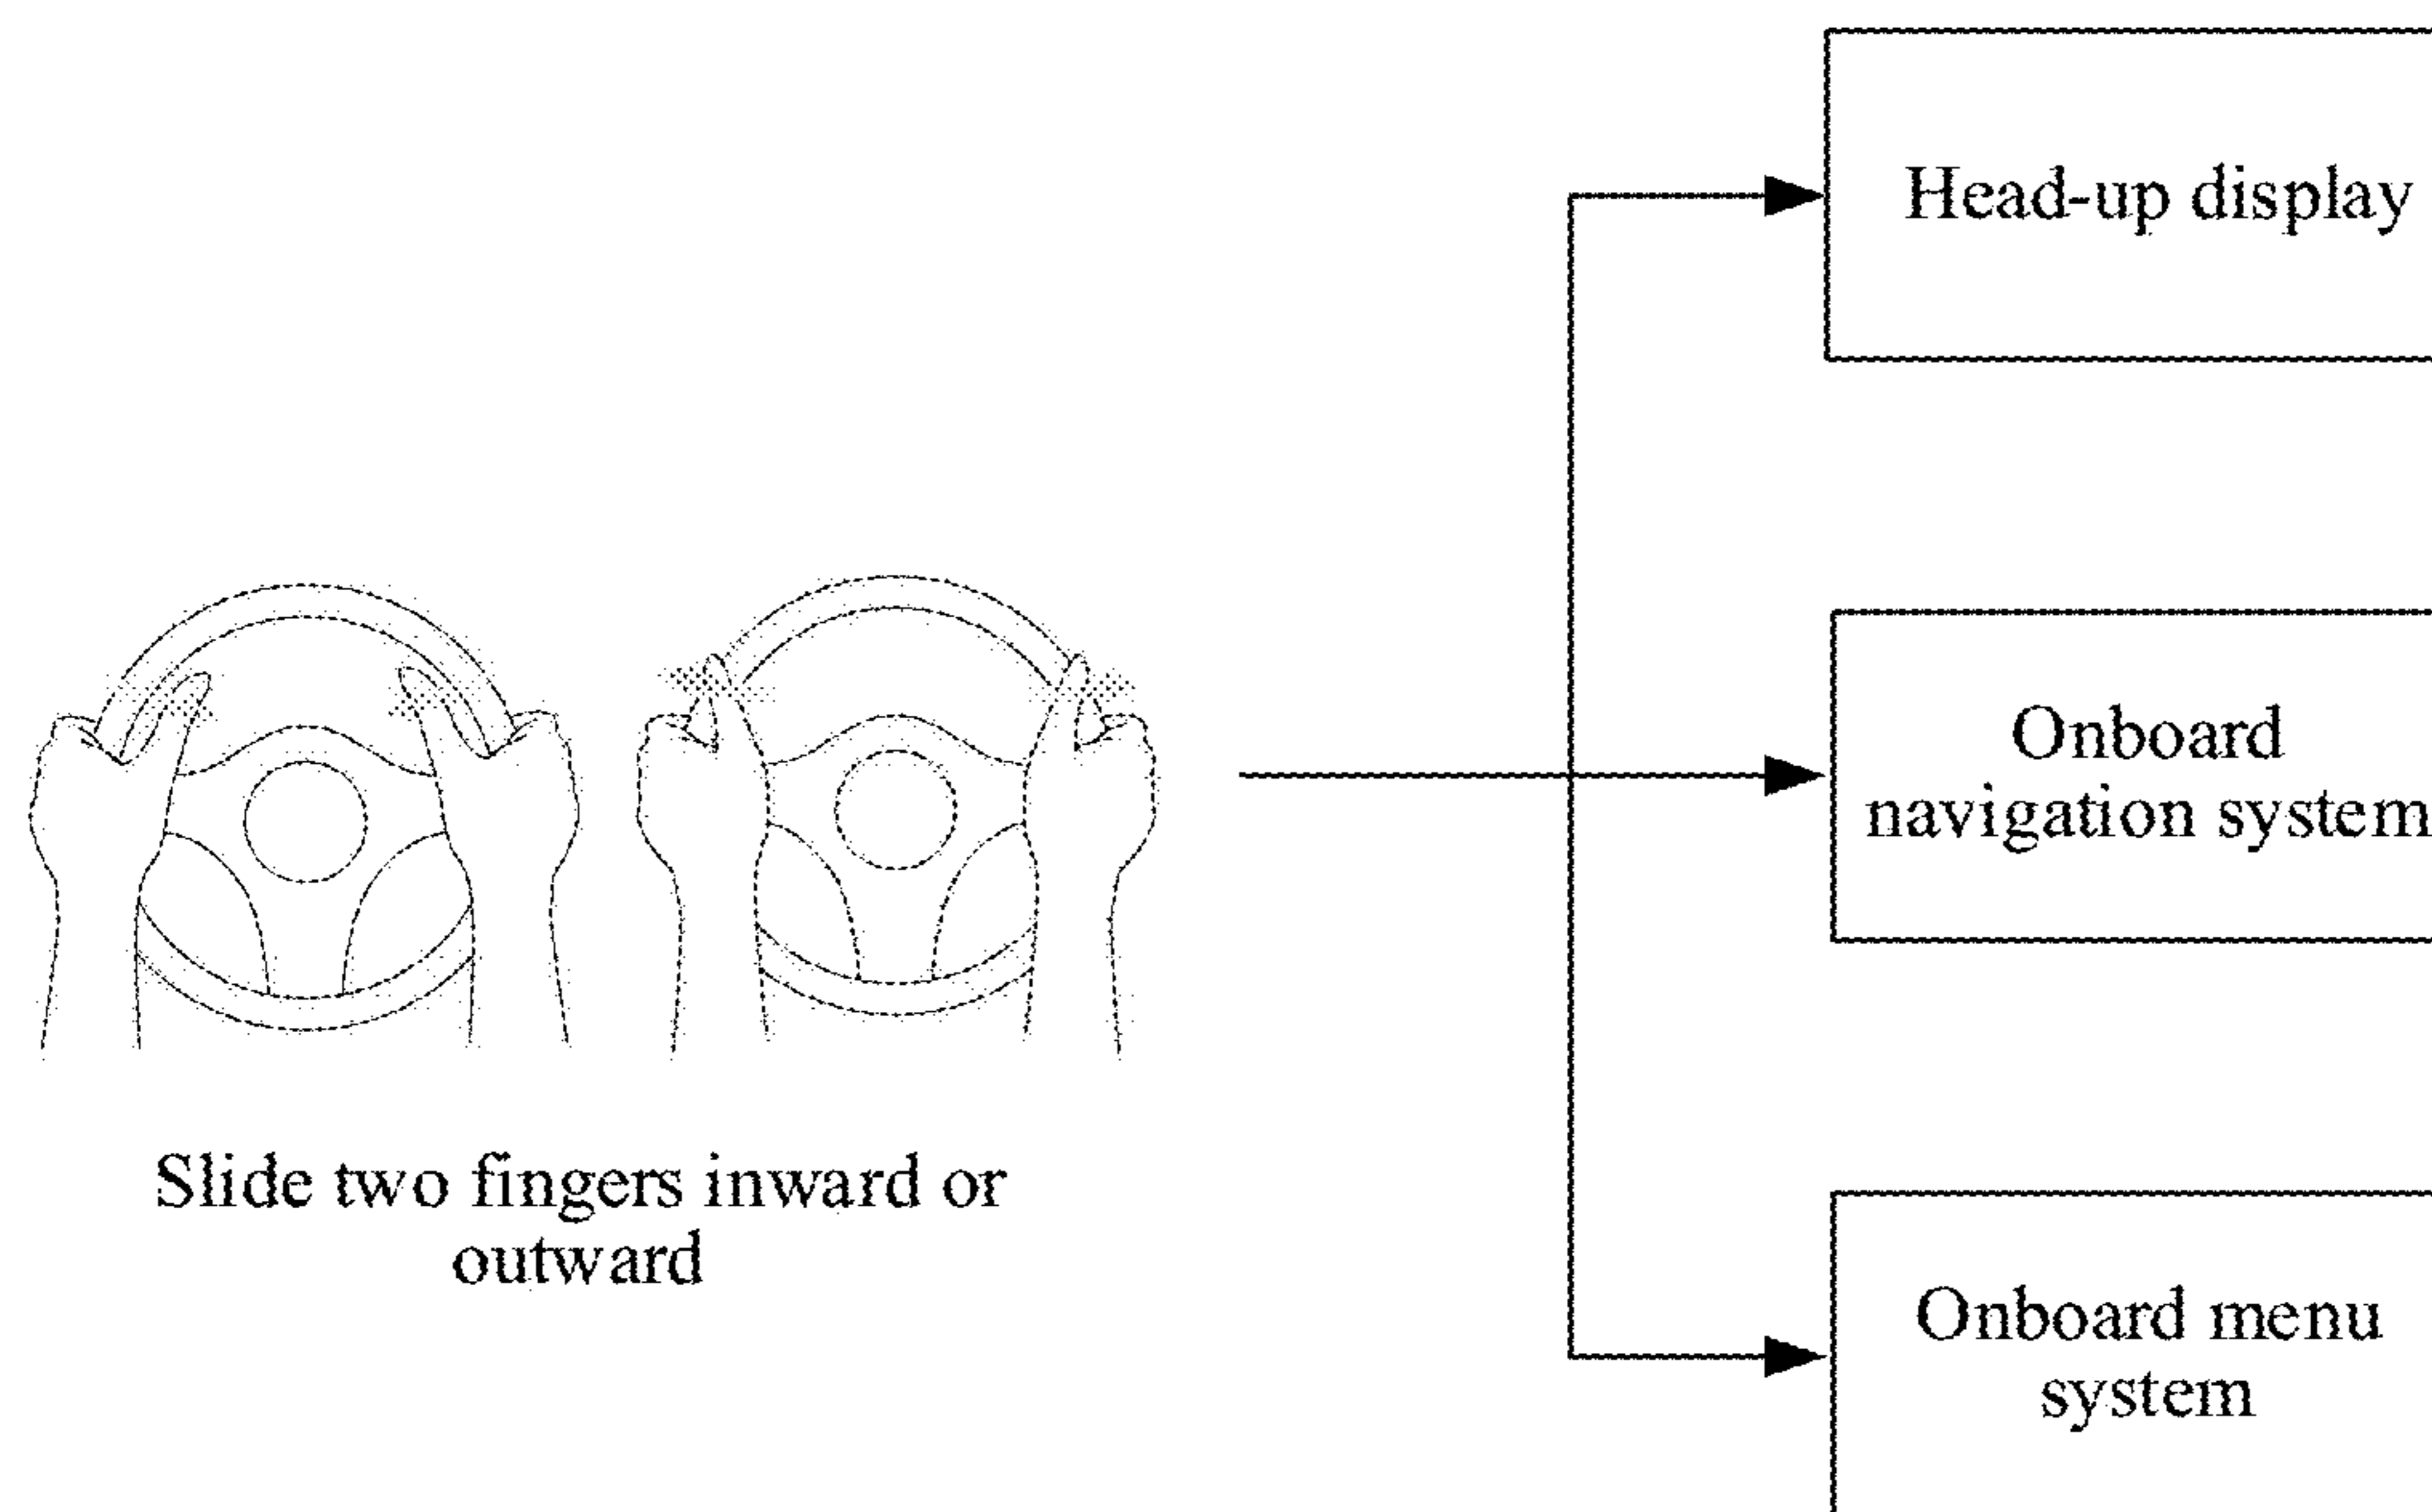 Head-up display
Onboard
navigation system
Slide two fingers inward or
outward
Onboard menu
system